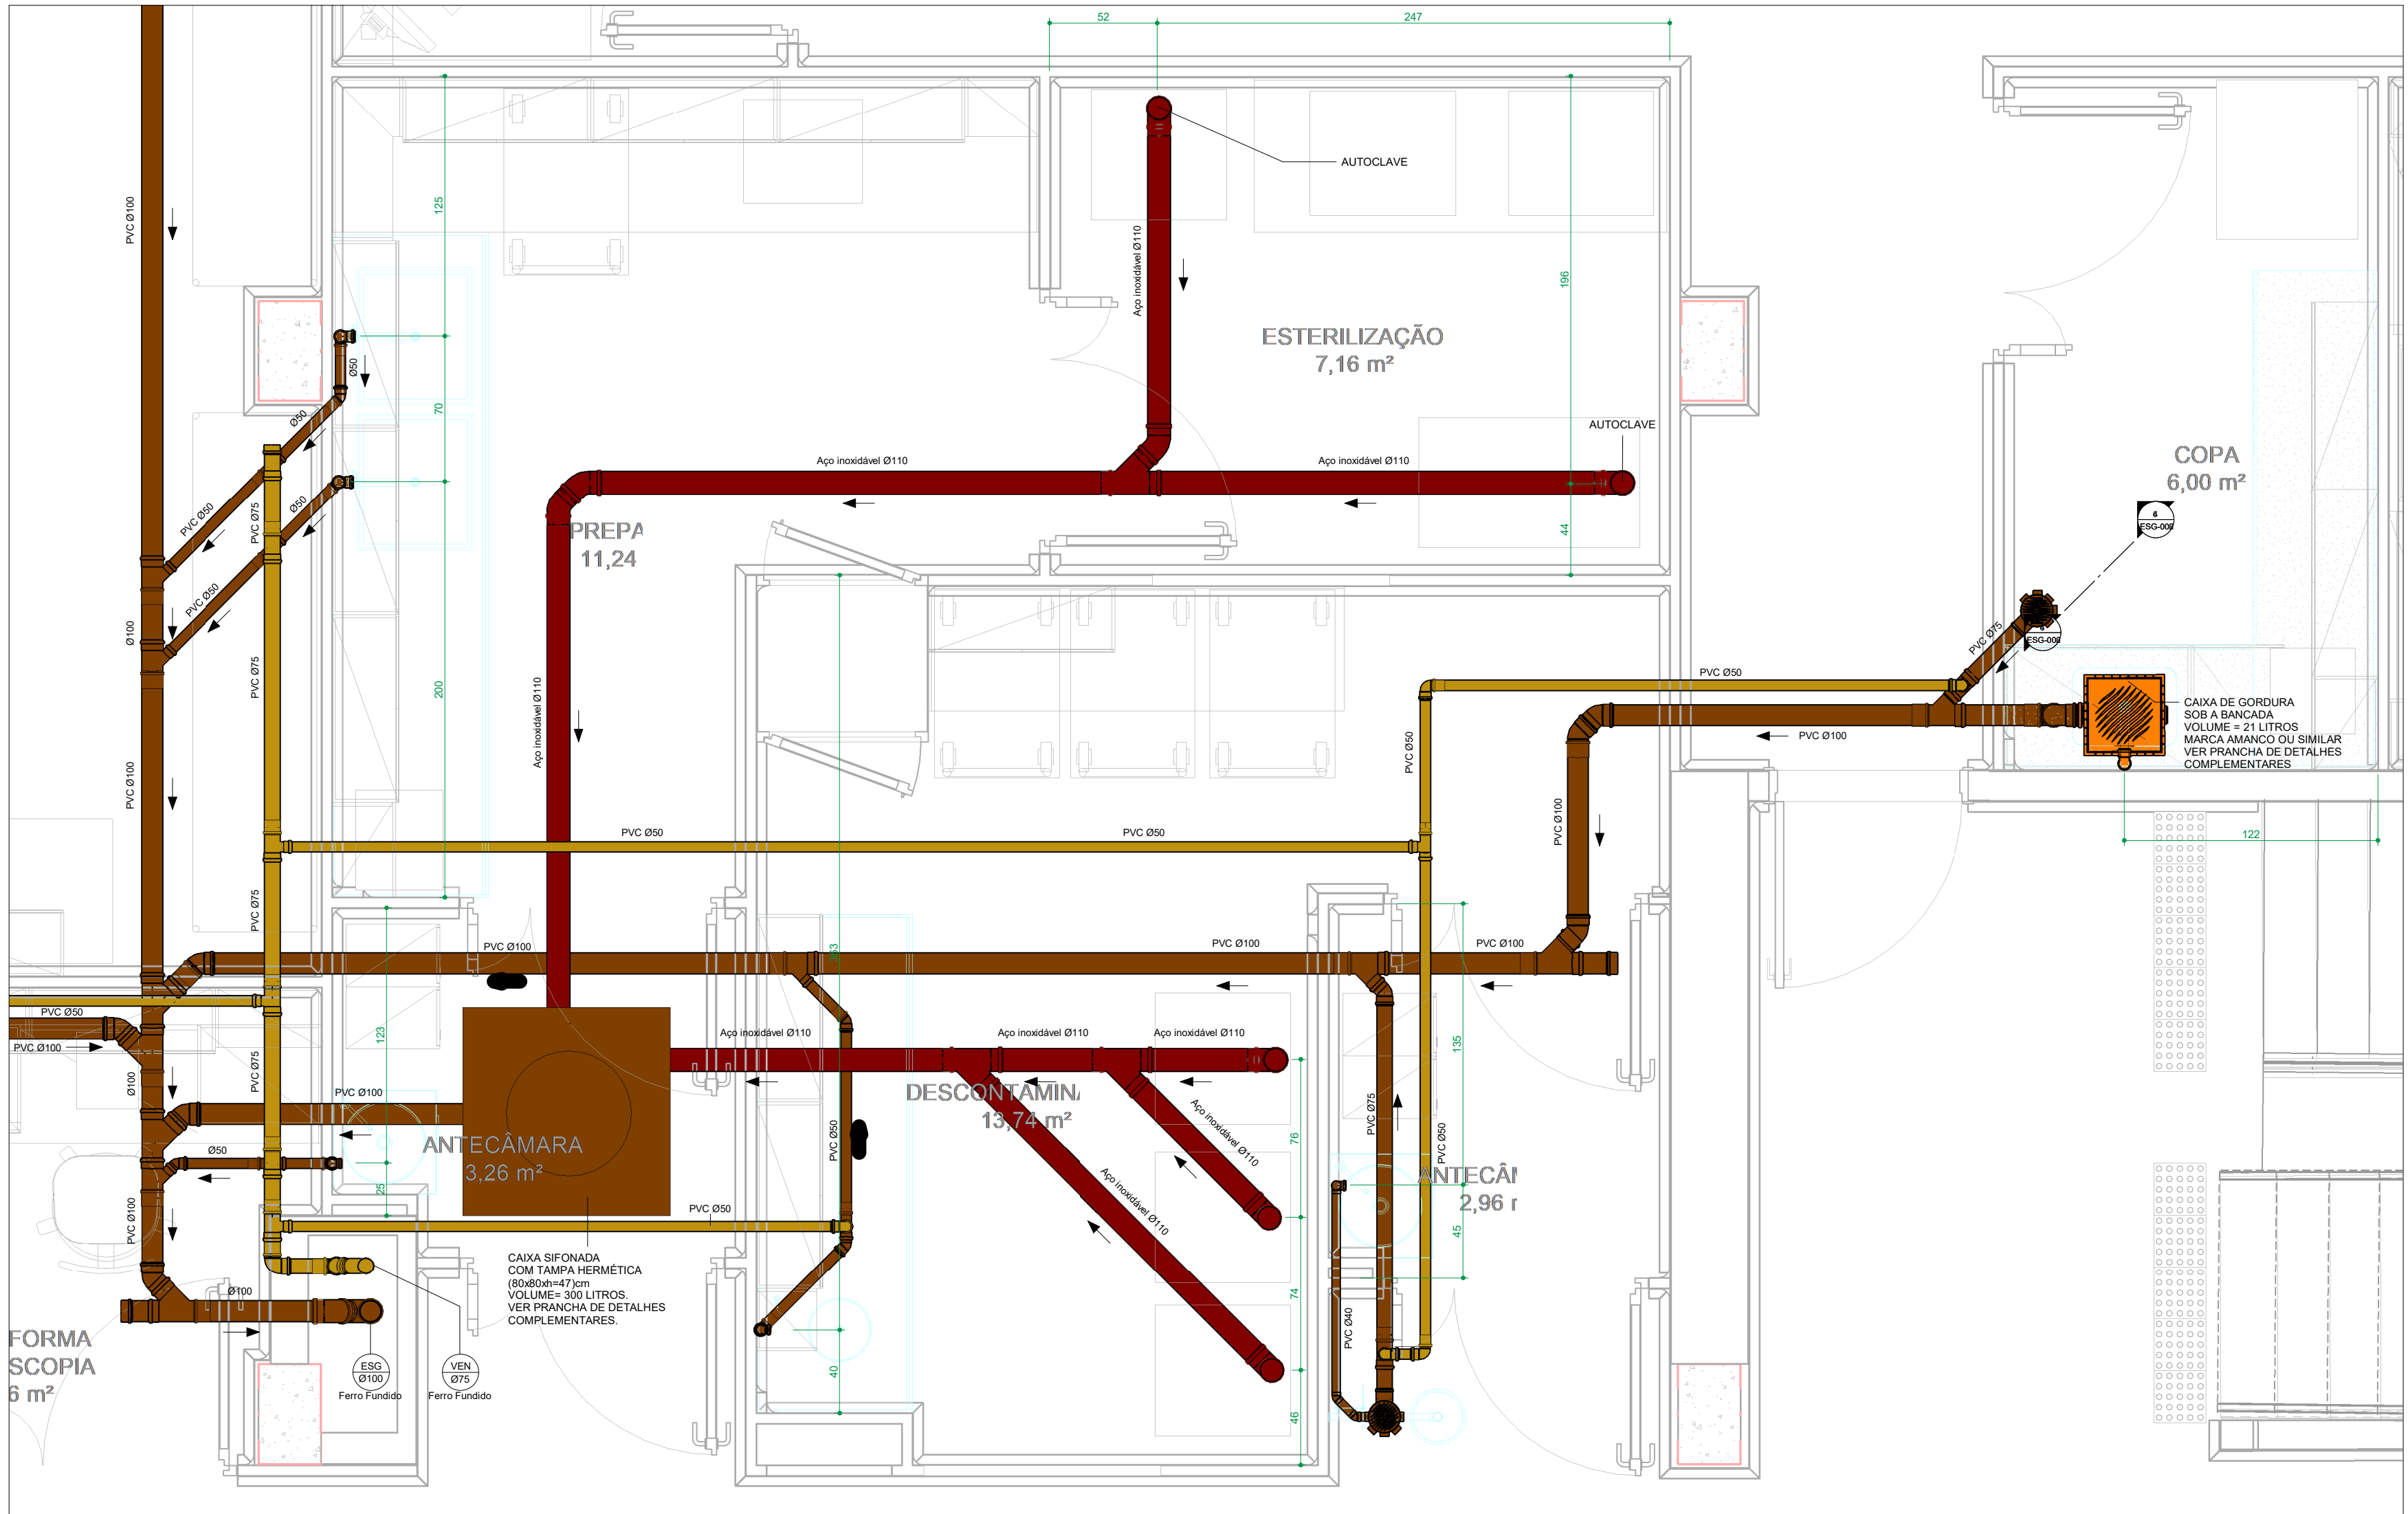 52
247
125
70
200
196
44
PVC Ø100
AUTOCLAVE
Aço inoxidável Ø110
ESTERILIZAÇÃO
7,16 m²
AUTOCLAVE
Aço inoxidável Ø110
Aço inoxidável Ø110
Ø50
Ø50
PVC Ø50
PVC Ø75
Ø50
PVC Ø50
Ø100
PVC Ø75
PREPA
11,24
Aço inoxidável Ø110
COPA
6,00 m²
6
ESG-006
PVC Ø75
ESG-006
PVC Ø50
PVC Ø50
PVC Ø100
PVC Ø100
CAIXA DE GORDURA
SOB A BANCADA
VOLUME = 21 LITROS
MARCA AMANCO OU SIMILAR
VER PRANCHA DE DETALHES
COMPLEMENTARES
122
PVC Ø100
PVC Ø50
PVC Ø50
PVC Ø75
363
PVC Ø100
PVC Ø100
PVC Ø100
PVC Ø50
PVC Ø100
PVC Ø75
Ø100
123
25
PVC Ø100
Ø50
PVC Ø100
ANTECÂMARA
3,26 m²
Aço inoxidável Ø110
Aço inoxidável Ø110
Aço inoxidável Ø110
DESCONTAMINA
13,74 m²
Aço inoxidável Ø110
Aço inoxidável Ø110
PVC Ø50
PVC Ø50
76
74
46
40
135
45
PVC Ø75
PVC Ø50
PVC Ø40
ANTECÂM
2,96 m
CAIXA SIFONADA
COM TAMPA HERMÉTICA
(80x80xh=47)cm
VOLUME= 300 LITROS.
VER PRANCHA DE DETALHES
COMPLEMENTARES.
Ø100
ESG
Ø100
Ferro Fundido
VEN
Ø75
Ferro Fundido
FORMA
SCOPIA
6 m²